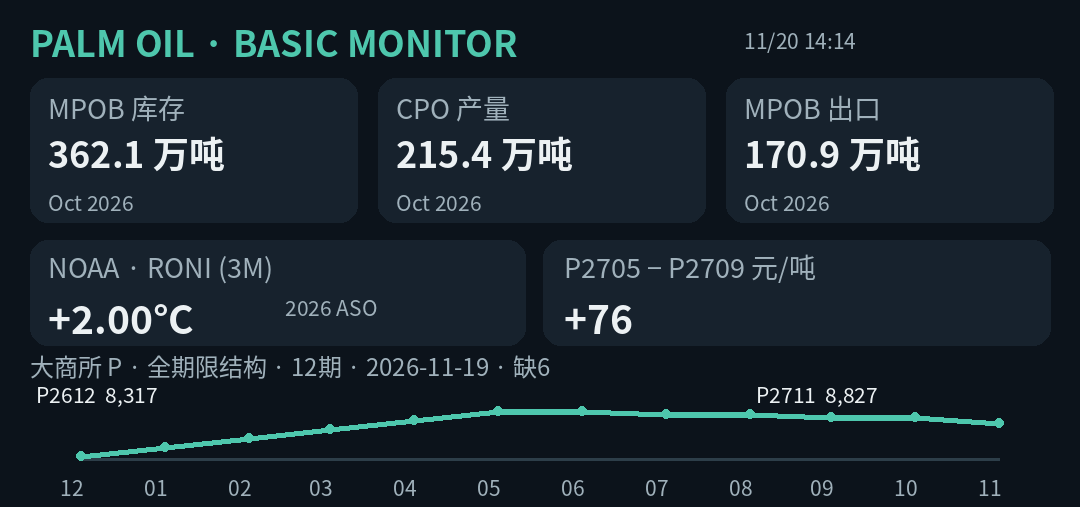 PALM OIL · BASIC MONITOR
11/20 14:14
MPOB 库存
362.1 万吨
Oct 2026
CPO 产量
215.4 万吨
Oct 2026
MPOB 出口
170.9 万吨
Oct 2026
NOAA · RONI (3M)
+2.00°C
2026 ASO
P2705 − P2709 元/吨
+76
大商所 P · 全期限结构 · 12期 · 2026-11-19 · 缺6
P2612 8,317
P2711 8,827
12 01 02 03 04 05 06 07 08 09 10 11